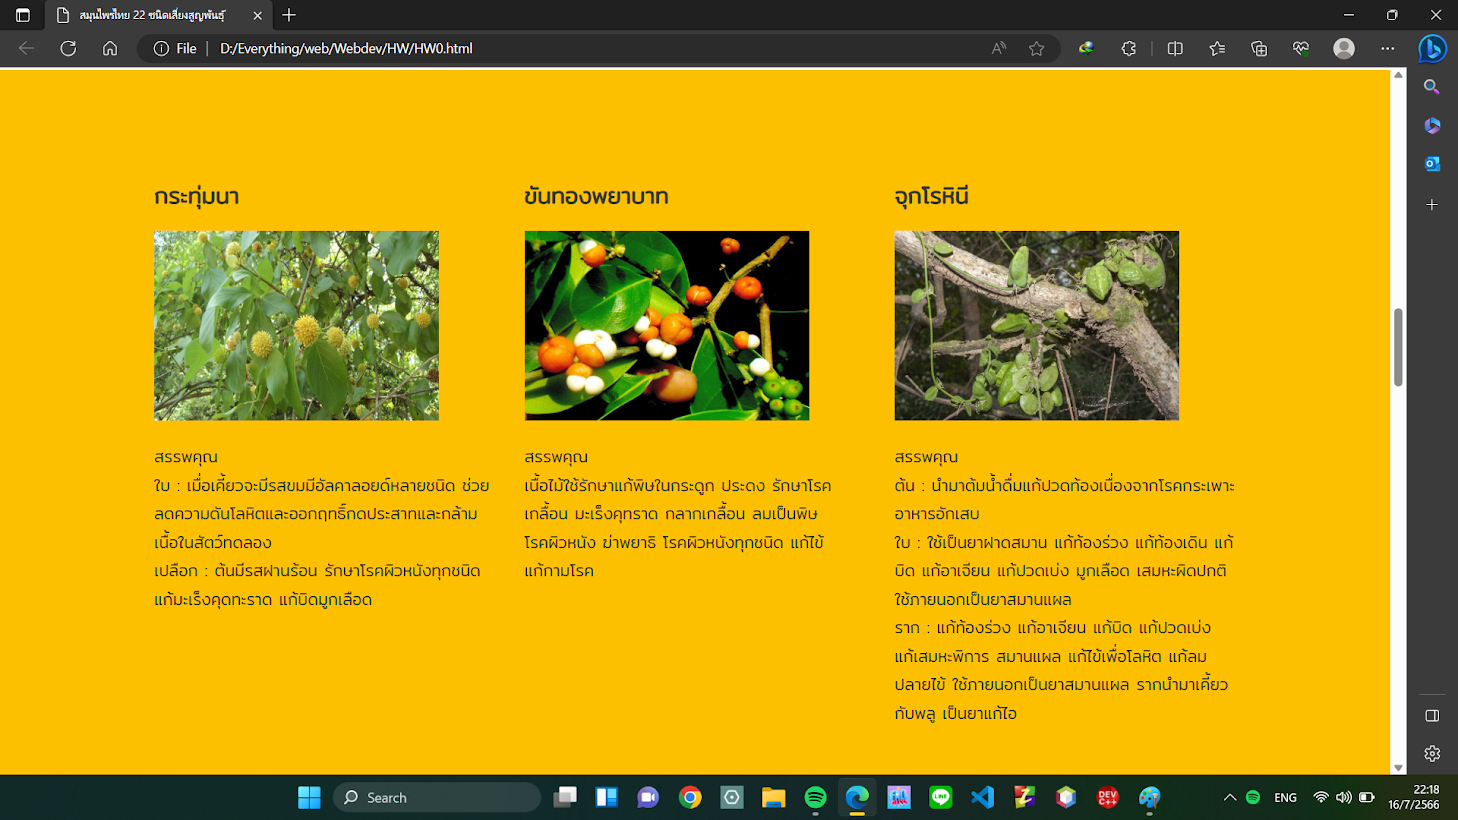 สมุนไพรไทย 22 ชนิดเสี่ยงสูญพันธุ์
File
D:/Everything/web/Webdev/HW/HW0.html
กระทุ่มนา
สรรพคุณ
ใบ : เมื่อเคี้ยวจะมีรสขมมีอัลคาลอยด์หลายชนิด ช่วย
ลดความดันโลหิตและออกฤทธิ์กดประสาทและกล้าม
เนื้อในสัตว์ทดลอง
เปลือก : ต้นมีรสฝานร้อน รักษาโรคผิวหนังทุกชนิด
แก้มะเร็งคุดทะราด แก้บิดมูกเลือด
ขันทองพยาบาท
สรรพคุณ
เนื้อไม้ใช้รักษาแก้พิษในกระดูก ประดง รักษาโรค
เกลื้อน มะเร็งคุทราด กลากเกลื้อน ลมเป็นพิษ
โรคผิวหนัง ฆ่าพยาธิ โรคผิวหนังทุกชนิด แก้ไข้
แก้กามโรค
จุกโรหินี
สรรพคุณ
ต้น : นำมาต้มน้ำดื่มแก้ปวดท้องเนื่องจากโรคกระเพาะ
อาหารอักเสบ
ใบ : ใช้เป็นยาฝาดสมาน แก้ท้องร่วง แก้ท้องเดิน แก้
บิด แก้อาเจียน แก้ปวดเบ่ง มูกเลือด เสมหะผิดปกติ
ใช้ภายนอกเป็นยาสมานแผล
ราก : แก้ท้องร่วง แก้อาเจียน แก้บิด แก้ปวดเบ่ง
แก้เสมหะพิการ สมานแผล แก้ไข้เพื่อโลหิต แก้ลม
ปลายไข้ ใช้ภายนอกเป็นยาสมานแผล รากนำมาเคี้ยว
กับพลู เป็นยาแก้ไอ
Search
LINE
DEV
C++
ENG
22:18
16/7/2566